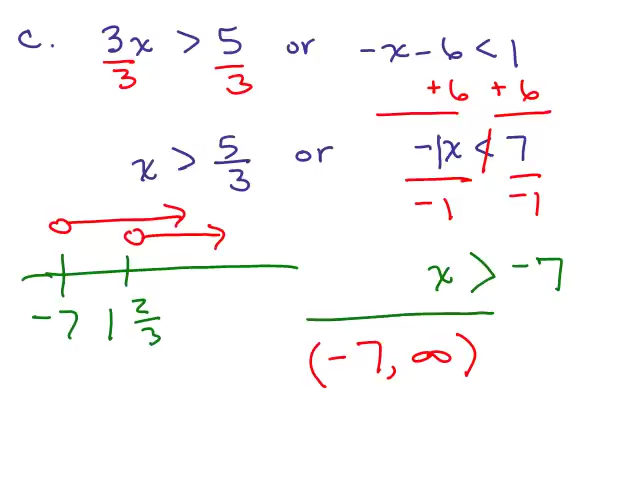 c. 3x > 5 or -x - 6 < 1
3 3 +6 +6
x > 5/3 or -1x < 7
-1 -1
x > -7
-7 1 2/3
(-7, ∞)